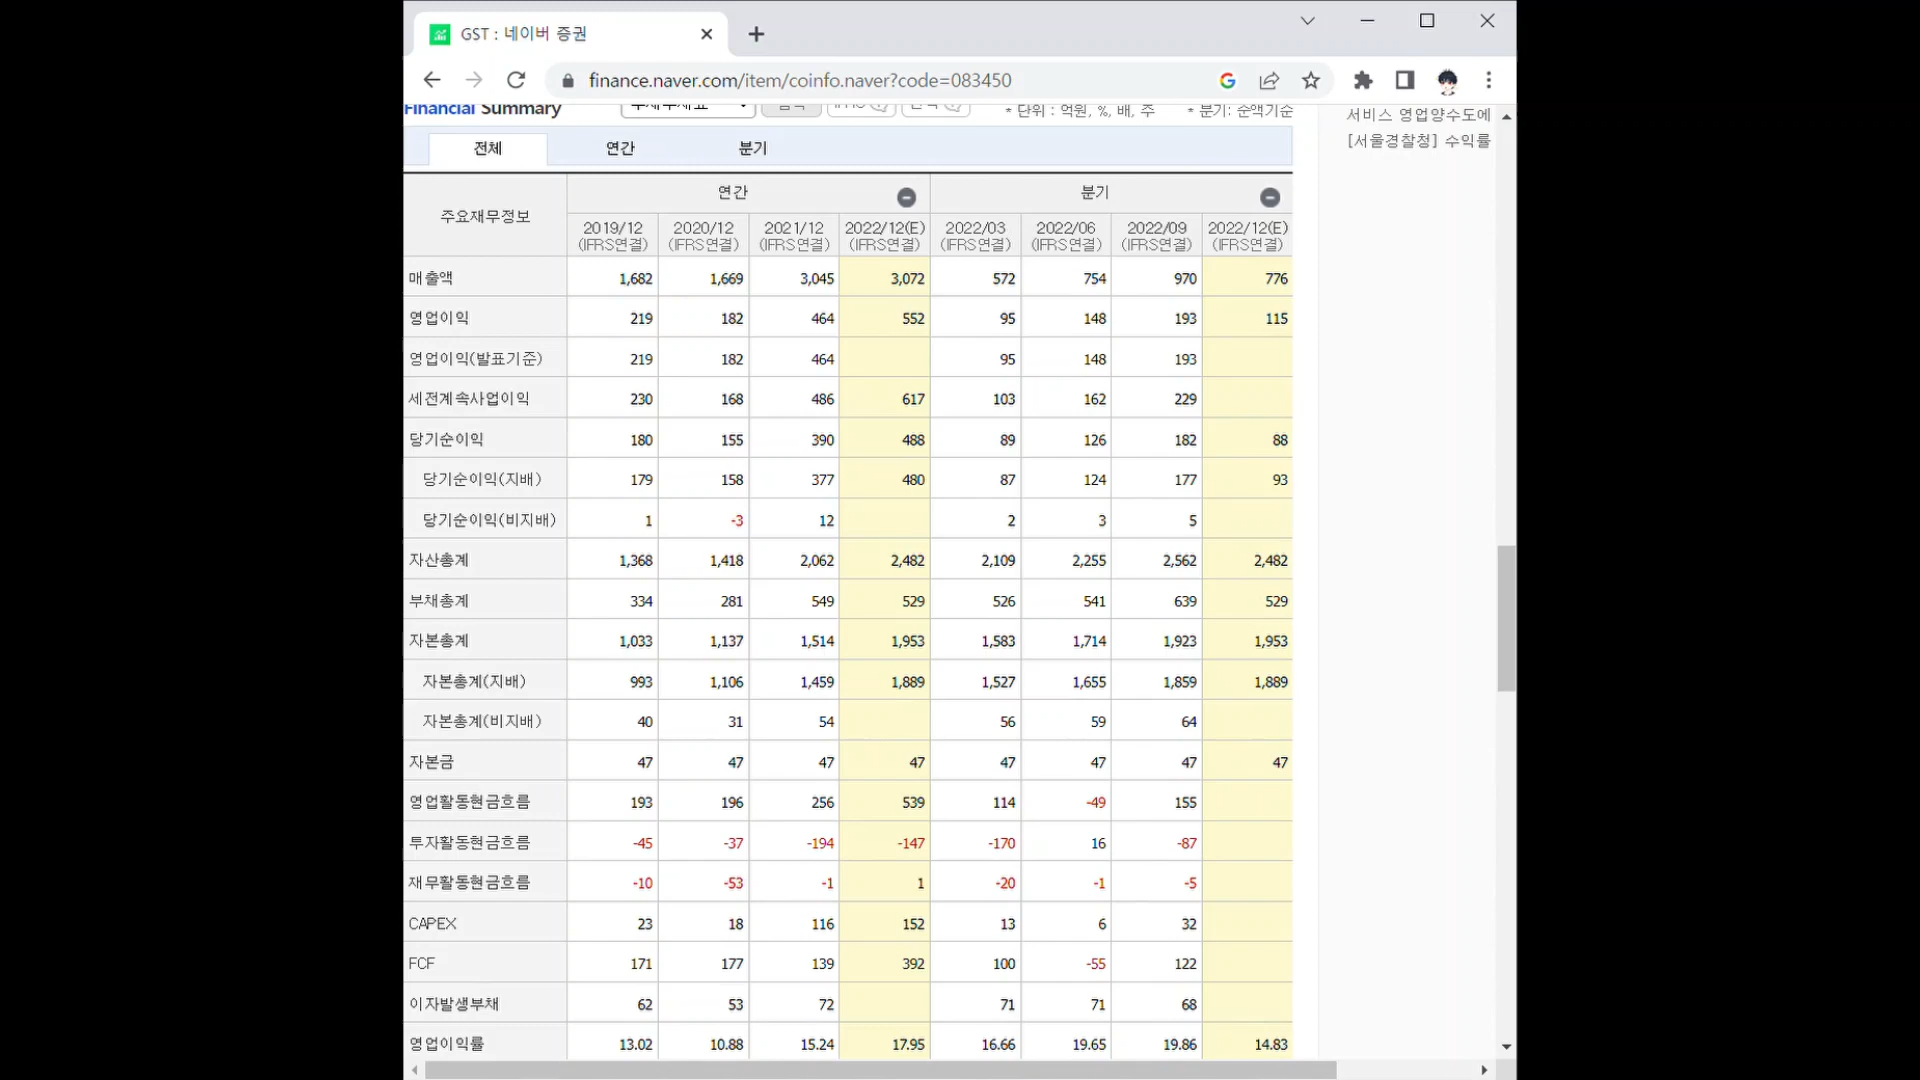 GST : 네이버 증권
finance.naver.com/item/coinfo.naver?code=083450
Financial Summary
* 단위 : 억원, %, 배, 주 * 분기: 순액기준
서비스 영업양수도에
[서울경찰청] 수익률
전체 연간 분기
주요재무정보 연간 분기
2019/12 2020/12 2021/12 2022/12(E) 2022/03 2022/06 2022/09 2022/12(E)
(IFRS연결) (IFRS연결) (IFRS연결) (IFRS연결) (IFRS연결) (IFRS연결) (IFRS연결) (IFRS연결)
매출액 1,682 1,669 3,045 3,072 572 754 970 776
영업이익 219 182 464 552 95 148 193 115
영업이익(발표기준) 219 182 464 95 148 193
세전계속사업이익 230 168 486 617 103 162 229
당기순이익 180 155 390 488 89 126 182 88
당기순이익(지배) 179 158 377 480 87 124 177 93
당기순이익(비지배) 1 -3 12 2 3 5
자산총계 1,368 1,418 2,062 2,482 2,109 2,255 2,562 2,482
부채총계 334 281 549 529 526 541 639 529
자본총계 1,033 1,137 1,514 1,953 1,583 1,714 1,923 1,953
자본총계(지배) 993 1,106 1,459 1,889 1,527 1,655 1,859 1,889
자본총계(비지배) 40 31 54 56 59 64
자본금 47 47 47 47 47 47 47 47
영업활동현금흐름 193 196 256 539 114 -49 155
투자활동현금흐름 -45 -37 -194 -147 -170 16 -87
재무활동현금흐름 -10 -53 -1 1 -20 -1 -5
CAPEX 23 18 116 152 13 6 32
FCF 171 177 139 392 100 -55 122
이자발생부채 62 53 72 71 71 68
영업이익률 13.02 10.88 15.24 17.95 16.66 19.65 19.86 14.83